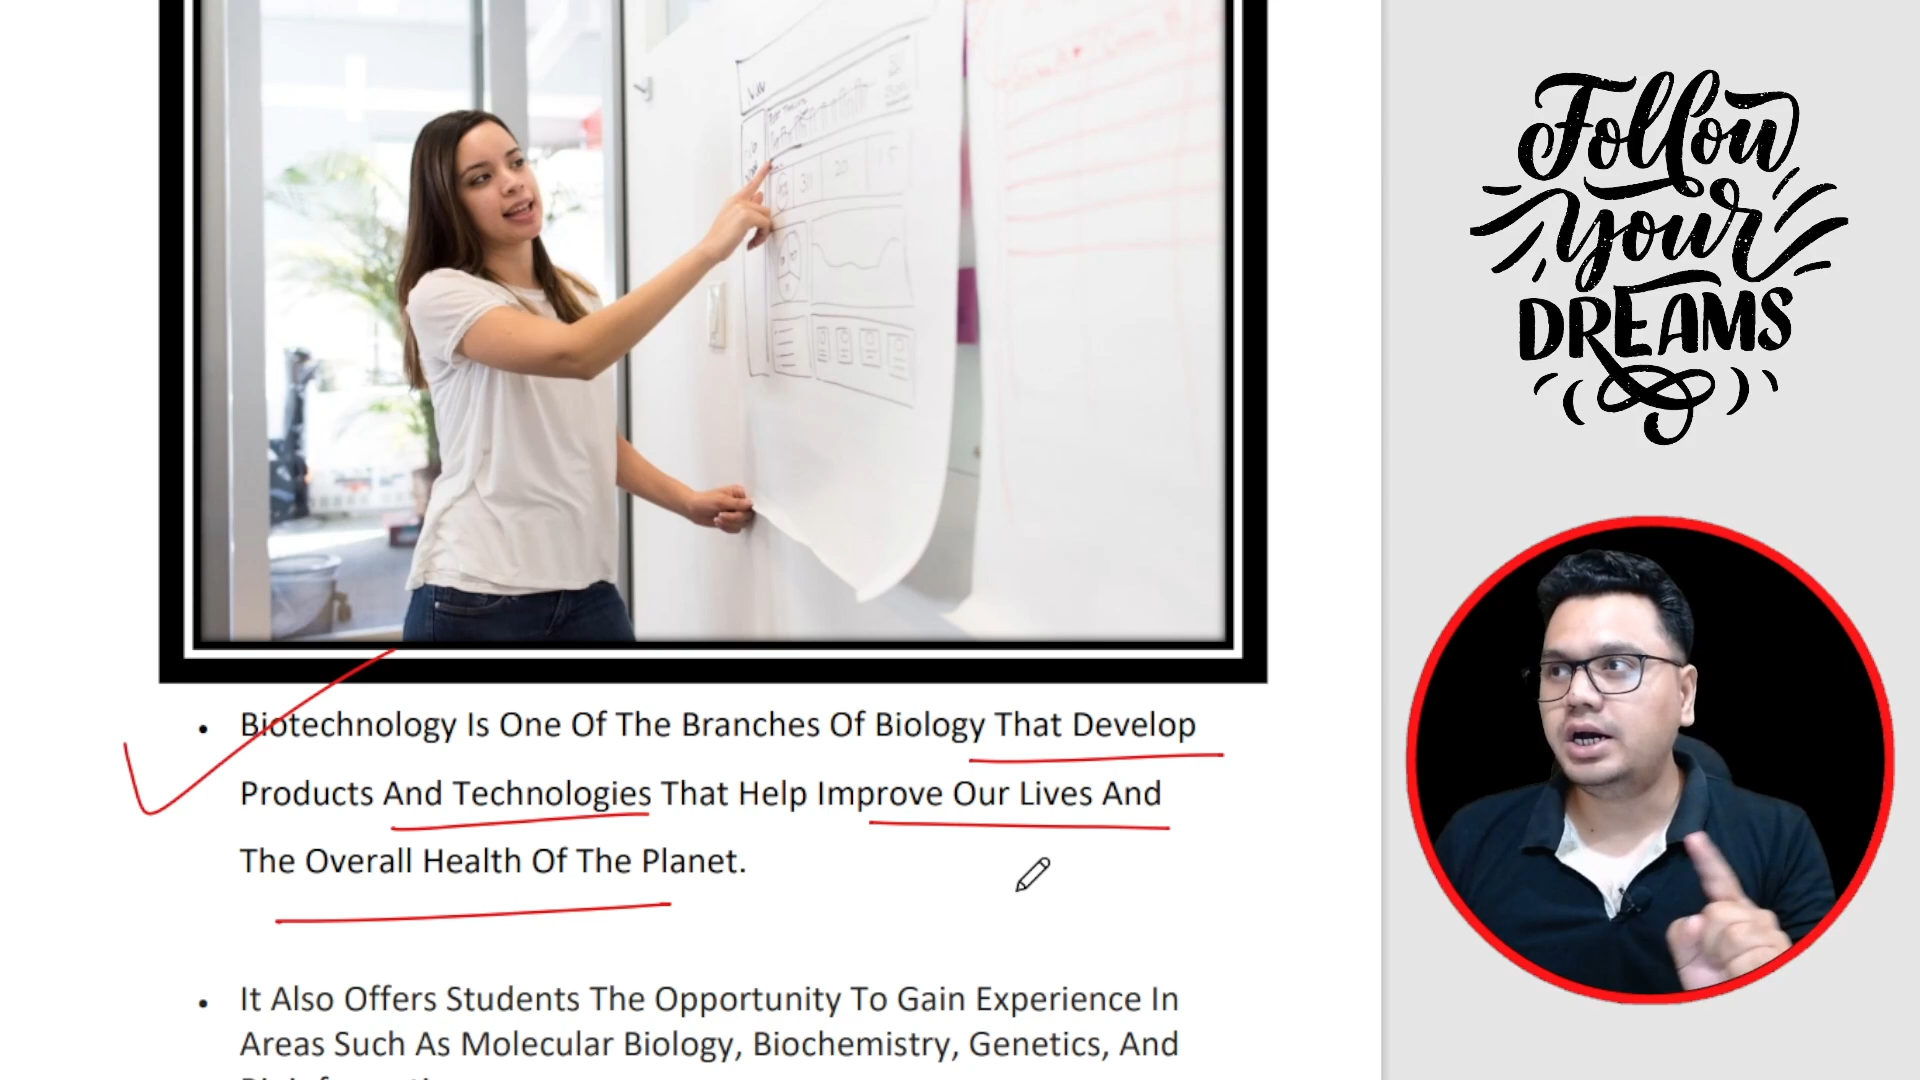 Follow
Your
DREAMS
30
20
• Biotechnology Is One Of The Branches Of Biology That Develop
Products And Technologies That Help Improve Our Lives And
The Overall Health Of The Planet.
• It Also Offers Students The Opportunity To Gain Experience In
Areas Such As Molecular Biology, Biochemistry, Genetics, And